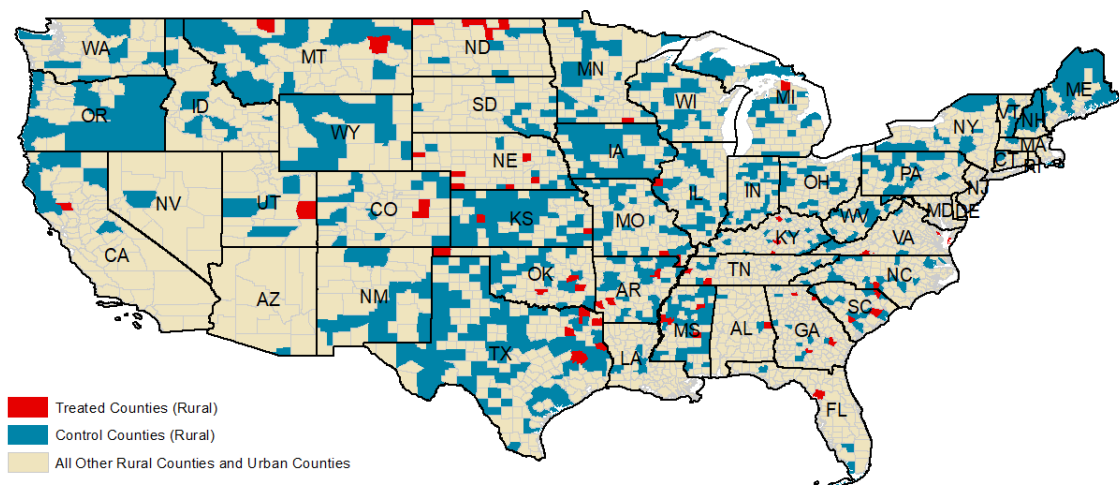 WA
MT
ND
MN
ME
OR
ID
SD
WI
MI
VT
NH
WY
NY
MA
CT
RI
NE
IA
PA
NJ
NV
UT
CO
IL
IN
OH
MD
DE
KS
MO
WV
VA
CA
KY
AZ
NM
OK
TN
NC
AR
SC
TX
MS
AL
GA
LA
FL
Treated Counties (Rural)
Control Counties (Rural)
All Other Rural Counties and Urban Counties